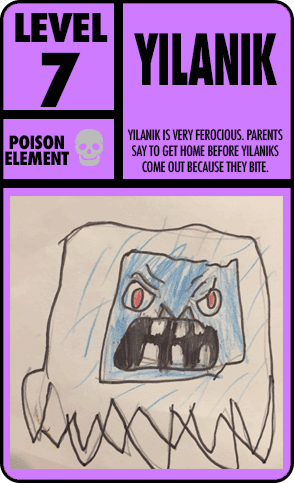 LEVEL
7
YILANIK
POISON
ELEMENT
YILANIK IS VERY FEROCIOUS. PARENTS
SAY TO GET HOME BEFORE YILANIKS
COME OUT BECAUSE THEY BITE.